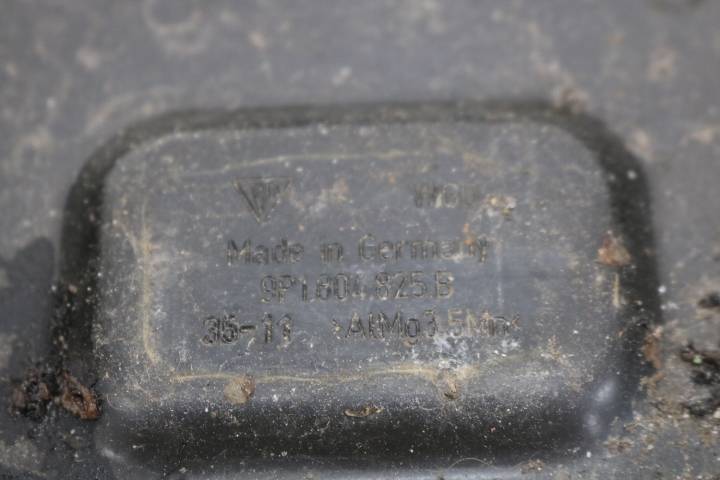 Made in Germany
9P1.804.825.B
35-11 >AlMg3.5Mn<